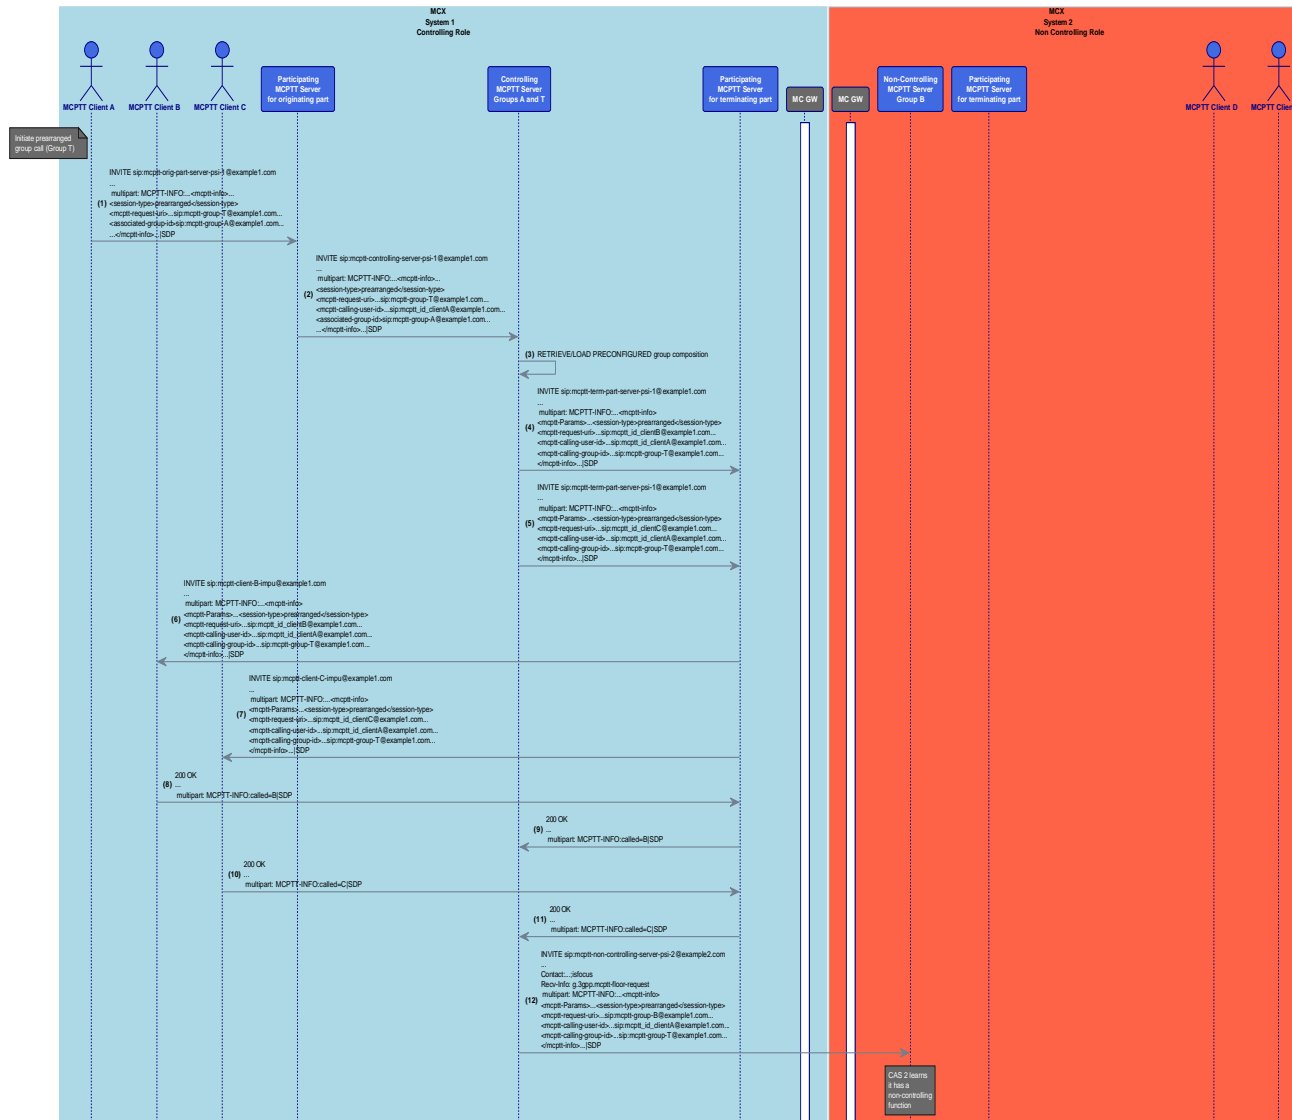 MCX
System 1
Controlling Role
MCX
System 2
Non Controlling Role
MCPTT Client A
MCPTT Client B
MCPTT Client C
Participating
MCPTT Server
for originating part
Controlling
MCPTT Server
Groups A and T
Participating
MCPTT Server
for terminating part
MC GW
MC GW
Non-Controlling
MCPTT Server
Group B
Participating
MCPTT Server
for terminating part
MCPTT Client D
MCPTT Clien
Initiate prearranged
group call (Group T)
INVITE sip:mcptt-orig-part-server-psi-1@example1.com
...
multipart: MCPTT-INFO:...<mcptt-info>...
(1) <session-type>prearranged</session-type>
<mcptt-request-uri>...sip:mcptt-group-T@example1.com...
<associated-group-id>sip:mcptt-group-A@example1.com...
...</mcptt-info>...|SDP
INVITE sip:mcptt-controlling-server-psi-1@example1.com
...
multipart: MCPTT-INFO:...<mcptt-info>...
<session-type>prearranged</session-type>
(2) <mcptt-request-uri>...sip:mcptt-group-T@example1.com...
<mcptt-calling-user-id>...sip:mcptt_id_clientA@example1.com...
<associated-group-id>sip:mcptt-group-A@example1.com...
...</mcptt-info>...|SDP
(3) RETRIEVE/LOAD PRECONFIGURED group composition
INVITE sip:mcptt-term-part-server-psi-1@example1.com
...
multipart: MCPTT-INFO:...<mcptt-info>
<mcptt-Params>...<session-type>prearranged</session-type>
(4) <mcptt-request-uri>...sip:mcptt_id_clientB@example1.com...
<mcptt-calling-user-id>...sip:mcptt_id_clientA@example1.com...
<mcptt-calling-group-id>...sip:mcptt-group-T@example1.com...
</mcptt-info>...|SDP
INVITE sip:mcptt-term-part-server-psi-1@example1.com
...
multipart: MCPTT-INFO:...<mcptt-info>
<mcptt-Params>...<session-type>prearranged</session-type>
(5) <mcptt-request-uri>...sip:mcptt_id_clientC@example1.com...
<mcptt-calling-user-id>...sip:mcptt_id_clientA@example1.com...
<mcptt-calling-group-id>...sip:mcptt-group-T@example1.com...
</mcptt-info>...|SDP
INVITE sip:mcptt-client-B-impu@example1.com
...
multipart: MCPTT-INFO:...<mcptt-info>
<mcptt-Params>...<session-type>prearranged</session-type>
(6) <mcptt-request-uri>...sip:mcptt_id_clientB@example1.com...
<mcptt-calling-user-id>...sip:mcptt_id_clientA@example1.com...
<mcptt-calling-group-id>...sip:mcptt-group-T@example1.com...
</mcptt-info>...|SDP
INVITE sip:mcptt-client-C-impu@example1.com
...
multipart: MCPTT-INFO:...<mcptt-info>
<mcptt-Params>...<session-type>prearranged</session-type>
(7) <mcptt-request-uri>...sip:mcptt_id_clientC@example1.com...
<mcptt-calling-user-id>...sip:mcptt_id_clientA@example1.com...
<mcptt-calling-group-id>...sip:mcptt-group-T@example1.com...
</mcptt-info>...|SDP
200 OK
(8) ...
multipart: MCPTT-INFO:called=B|SDP
200 OK
(9) ...
multipart: MCPTT-INFO:called=B|SDP
200 OK
(10) ...
multipart: MCPTT-INFO:called=C|SDP
200 OK
(11) ...
multipart: MCPTT-INFO:called=C|SDP
INVITE sip:mcptt-non-controlling-server-psi-2@example2.com
...
Contact:...;isfocus
Recv-Info: g.3gpp.mcptt-floor-request
multipart: MCPTT-INFO:...<mcptt-info>
(12) <mcptt-Params>...<session-type>prearranged</session-type>
<mcptt-request-uri>...sip:mcptt-group-B@example1.com...
<mcptt-calling-user-id>...sip:mcptt_id_clientA@example1.com...
<mcptt-calling-group-id>...sip:mcptt-group-T@example1.com...
</mcptt-info>...|SDP
CAS 2 learns
it has a
non-controlling
function